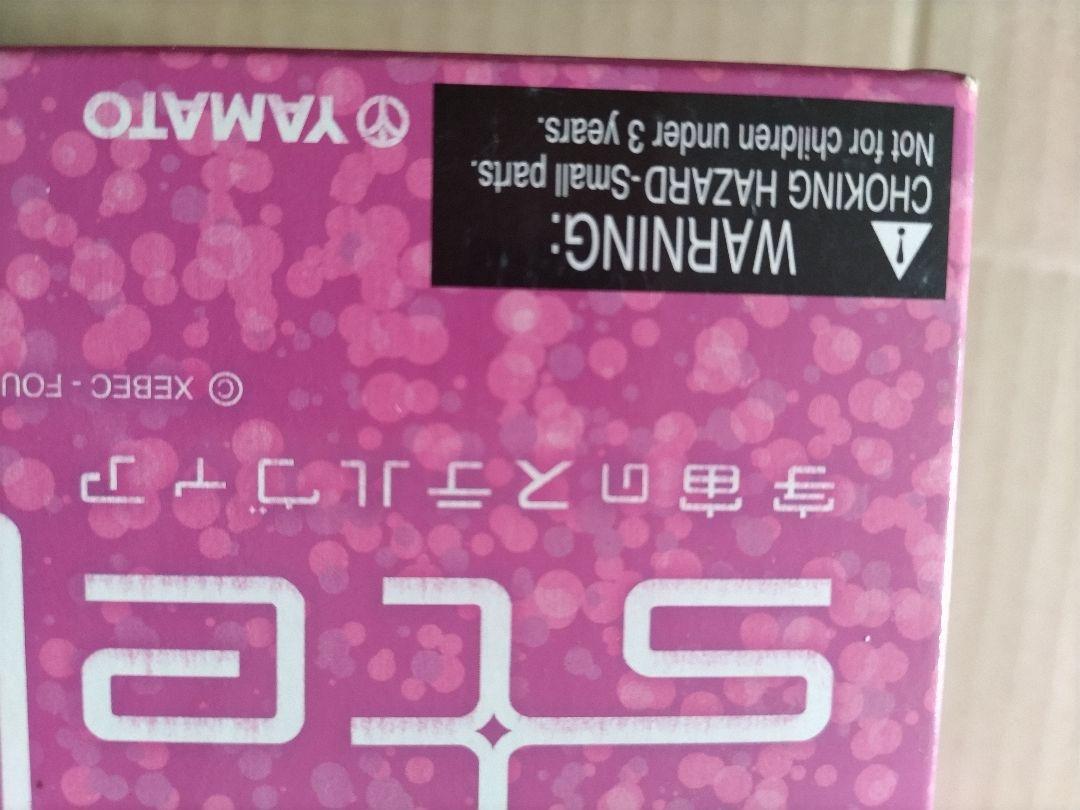 ste
宇宙のステルヴィア
© XEBEC - FOU
WARNING:
CHOKING HAZARD-Small parts.
Not for children under 3 years.
YAMATO